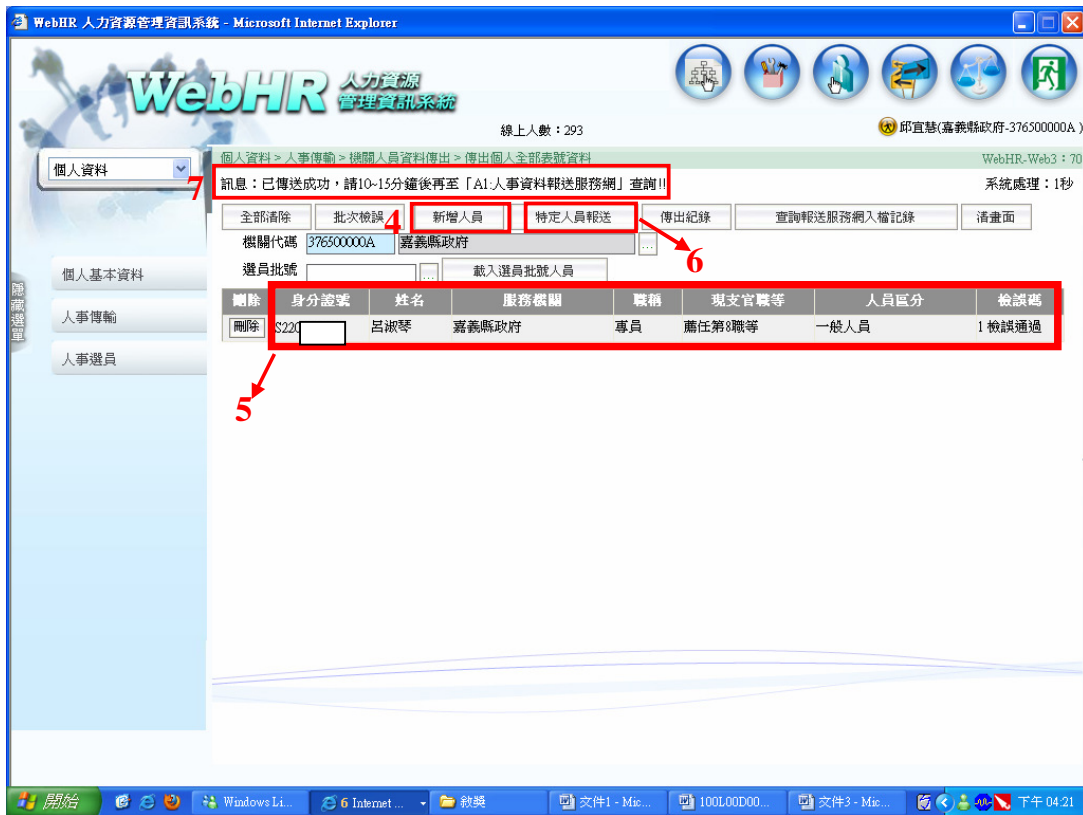 WebHR 人力資源管理資訊系統 - Microsoft Internet Explorer
WebHR 人力資源
管理資訊系統
線上人數：293
邱宜慧(嘉義縣政府-376500000A )
個人資料
個人資料 > 人事傳輸 > 機關人員資料傳出 > 傳出個人全部表號資料
WebHR-Web3：70
7
訊息：已傳送成功，請10~15分鐘後再至「A1:人事資料報送服務網」查詢!!
系統處理：1秒
全部清除 批次檢誤 4 新增人員 特定人員報送 傳出紀錄 查詢報送服務網入檔記錄 清畫面
機關代碼 376500000A 嘉義縣政府 ...
6
選員批號 ... 載入選員批號人員
個人基本資料
人事傳輸
人事選員
隱藏選單
刪除 身分證號 姓名 服務機關 職稱 現支官職等 人員區分 檢誤碼
刪除 S220 呂淑琴 嘉義縣政府 專員 薦任第8職等 一般人員 1 檢誤通過
5
開始 Windows Li... 6 Internet ... 敘獎 文件1 - Mic... 100L00D00... 文件3 - Mic... 下午 04:21